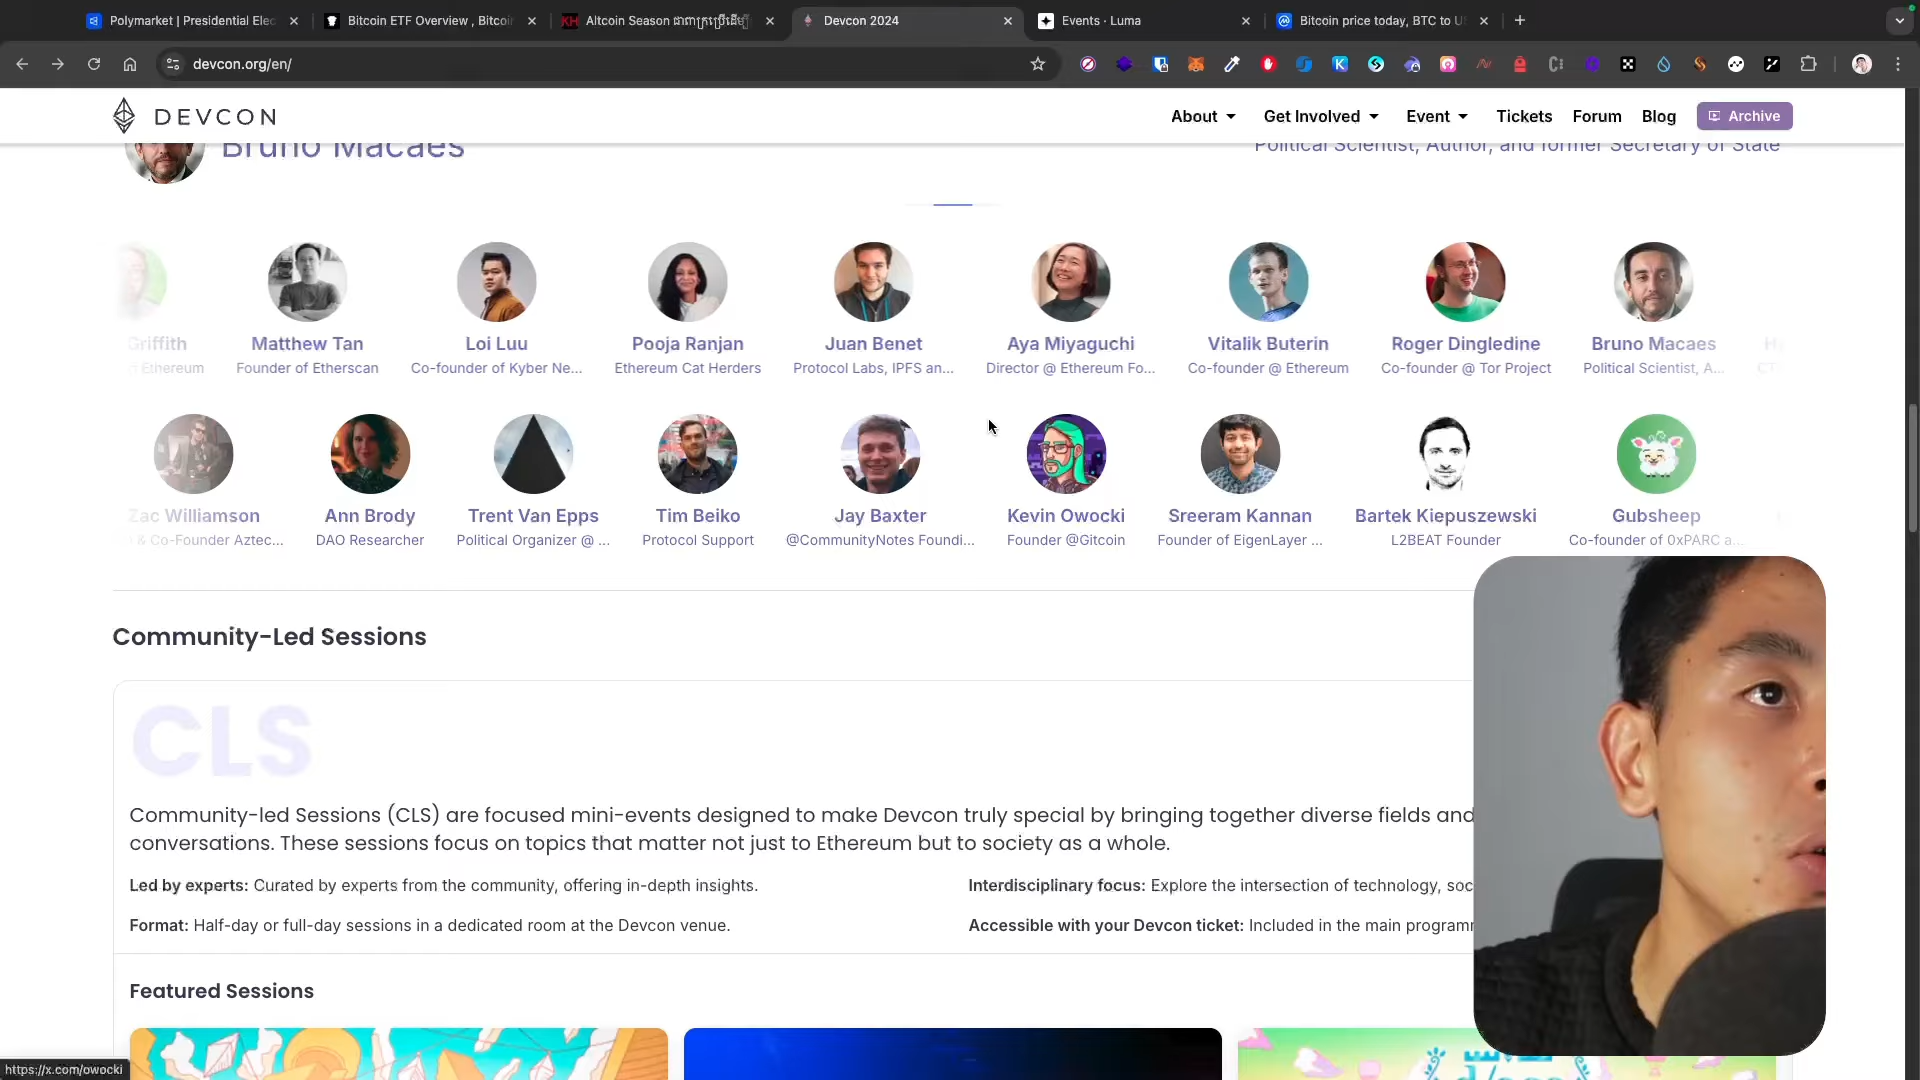 Polymarket | Presidential Elec
Bitcoin ETF Overview , Bitcoin
Altcoin Season
Devcon 2024
Events · Luma
Bitcoin price today, BTC to U
devcon.org/en/
DEVCON
About
Get Involved
Event
Tickets
Forum
Blog
Archive
Bruno Macaes
Political Scientist, Author, and former Secretary of State
Griffith
Matthew Tan
Loi Luu
Pooja Ranjan
Juan Benet
Aya Miyaguchi
Vitalik Buterin
Roger Dingledine
Bruno Macaes
Ethereum
Founder of Etherscan
Co-founder of Kyber Ne...
Ethereum Cat Herders
Protocol Labs, IPFS an...
Director @ Ethereum Fo...
Co-founder @ Ethereum
Co-founder @ Tor Project
Political Scientist, A...
Zac Williamson
Ann Brody
Trent Van Epps
Tim Beiko
Jay Baxter
Kevin Owocki
Sreeram Kannan
Bartek Kiepuszewski
Gubsheep
& Co-Founder Aztec...
DAO Researcher
Political Organizer @ ...
Protocol Support
@CommunityNotes Foundi...
Founder @Gitcoin
Founder of EigenLayer ...
L2BEAT Founder
Co-founder of 0xPARC a...
Community-Led Sessions
CLS
Community-led Sessions (CLS) are focused mini-events designed to make Devcon truly special by bringing together diverse fields and
conversations. These sessions focus on topics that matter not just to Ethereum but to society as a whole.
Led by experts: Curated by experts from the community, offering in-depth insights.
Interdisciplinary focus: Explore the intersection of technology, soc
Format: Half-day or full-day sessions in a dedicated room at the Devcon venue.
Accessible with your Devcon ticket: Included in the main program
Featured Sessions
https://x.com/owocki